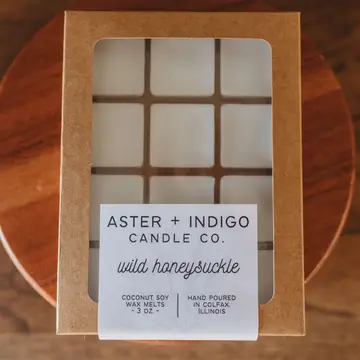 ASTER + INDIGO
CANDLE CO.
wild honeysuckle
COCONUT SOY
WAX MELTS
- 3 OZ -
HAND POURED
IN COLFAX,
ILLINOIS